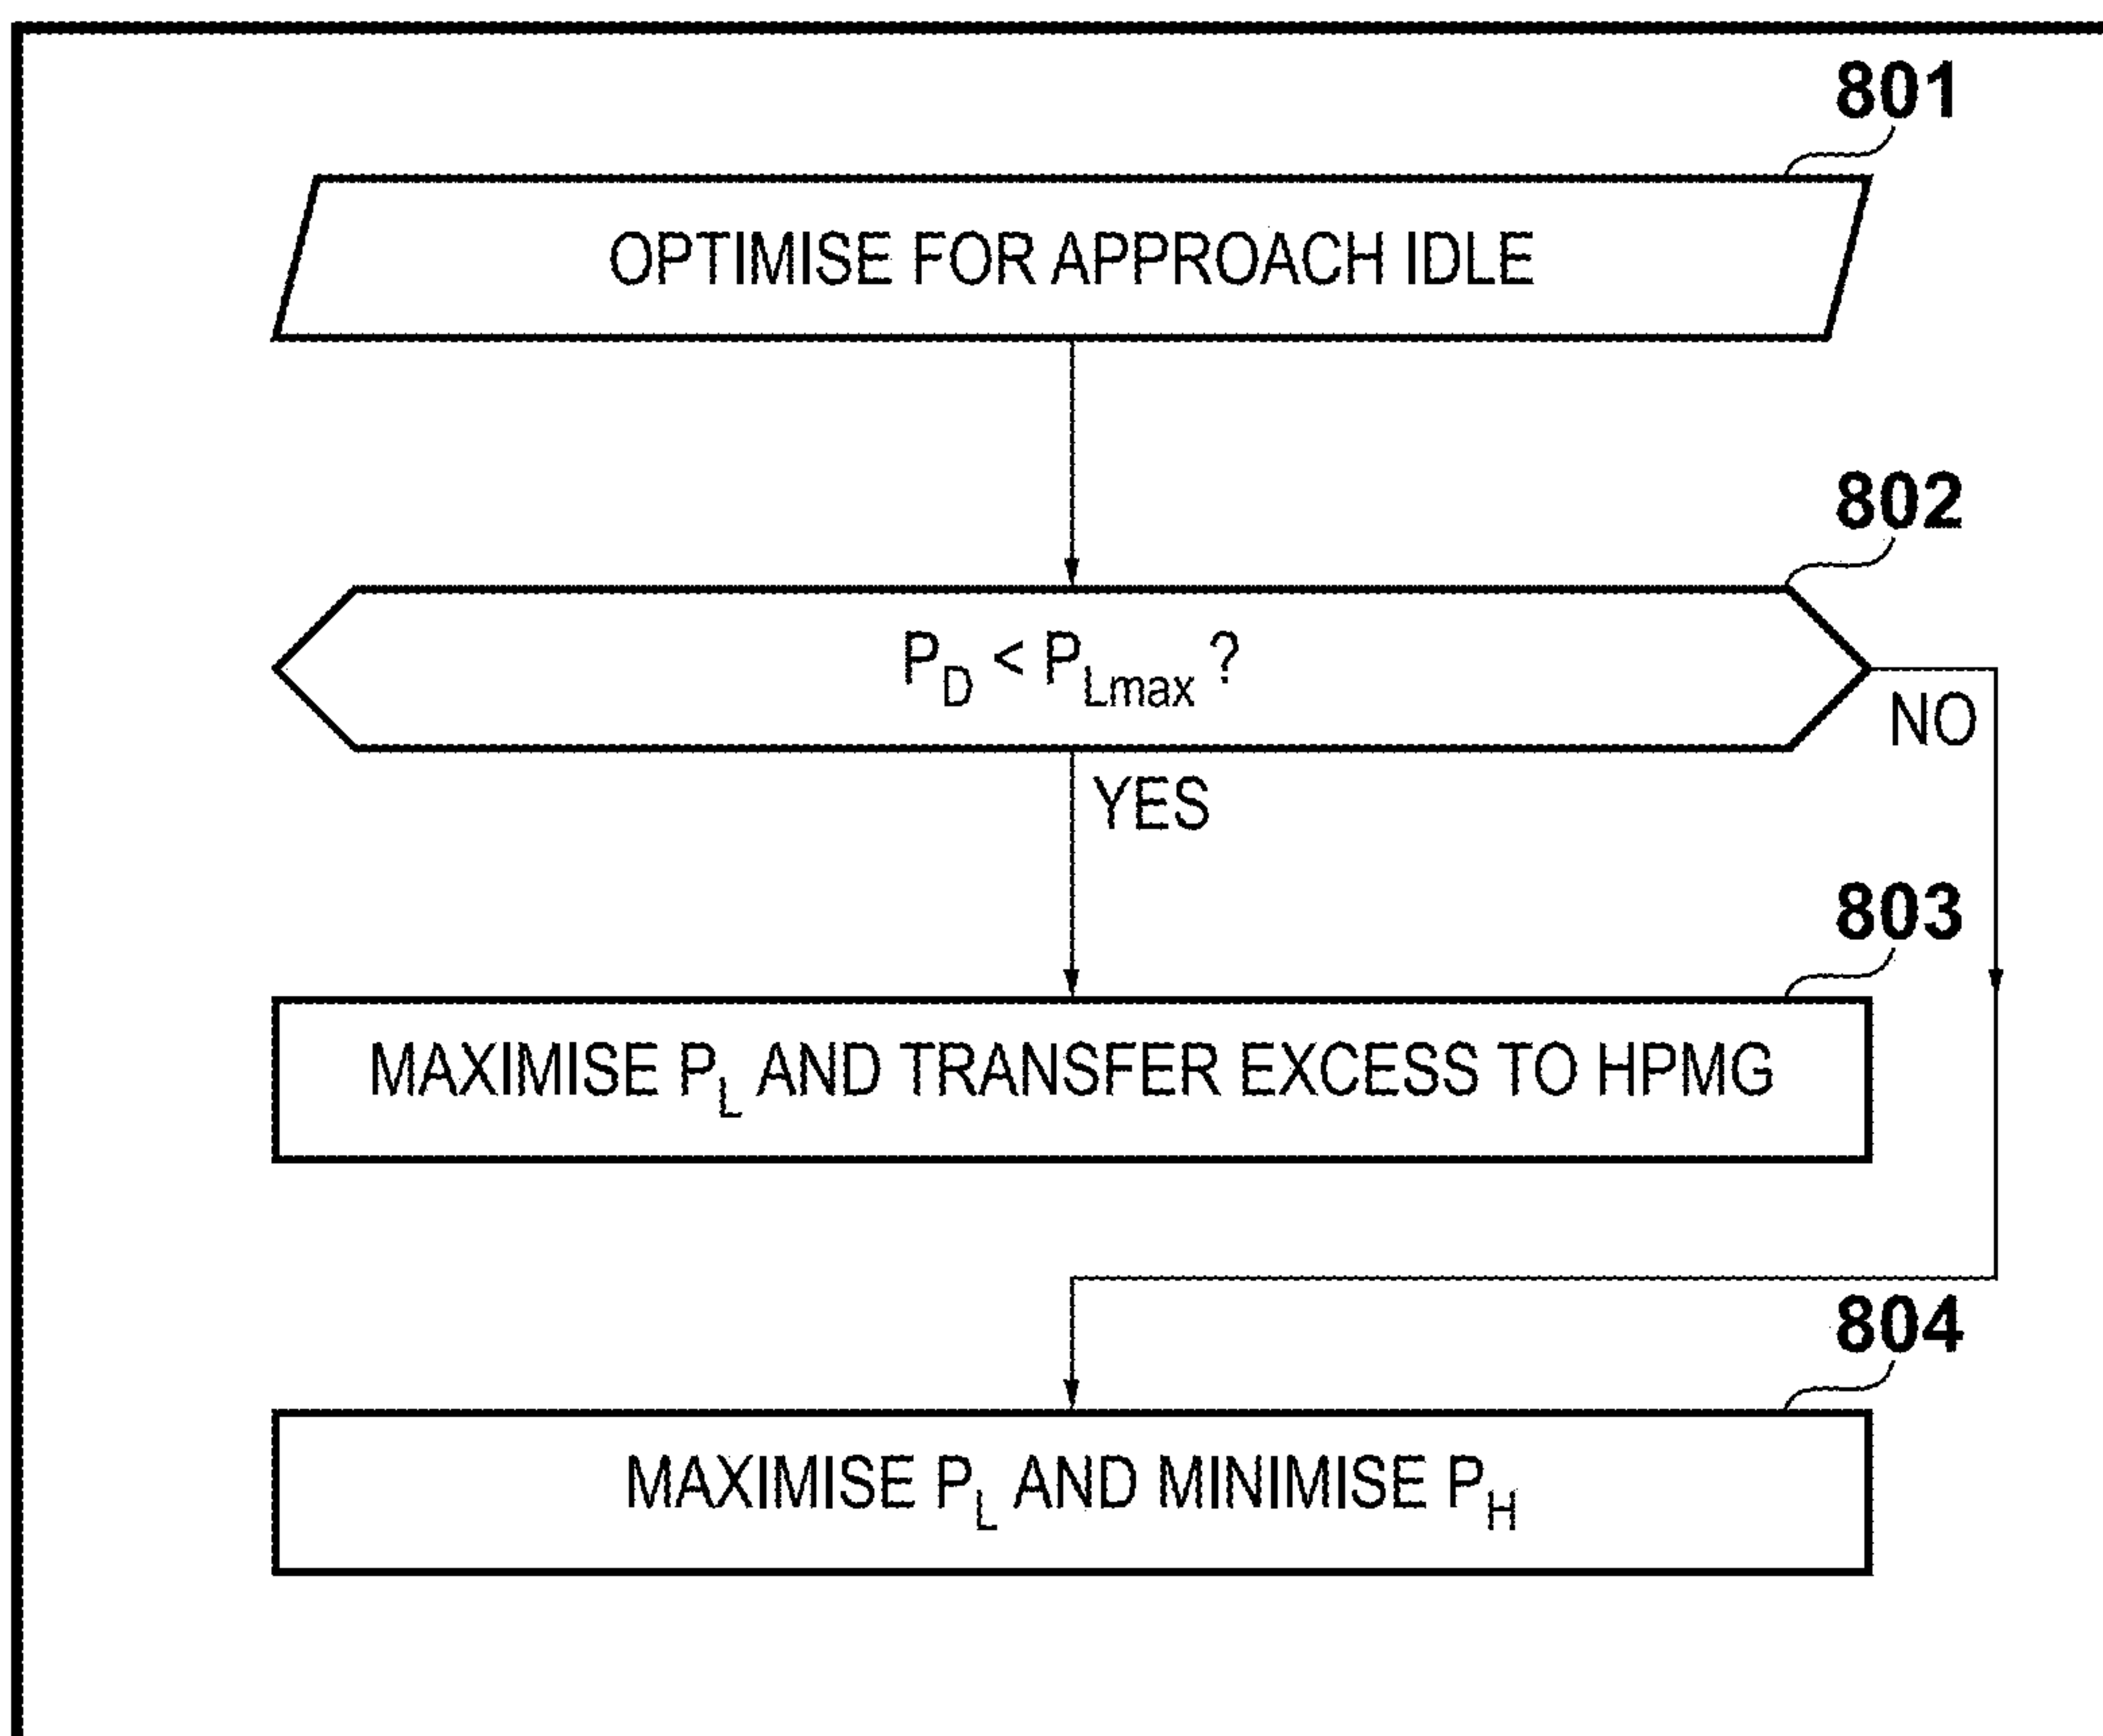 801
OPTIMISE FOR APPROACH IDLE
802
P_D < P_Lmax ?
NO
YES
803
MAXIMISE P_L AND TRANSFER EXCESS TO HPMG
804
MAXIMISE P_L AND MINIMISE P_H